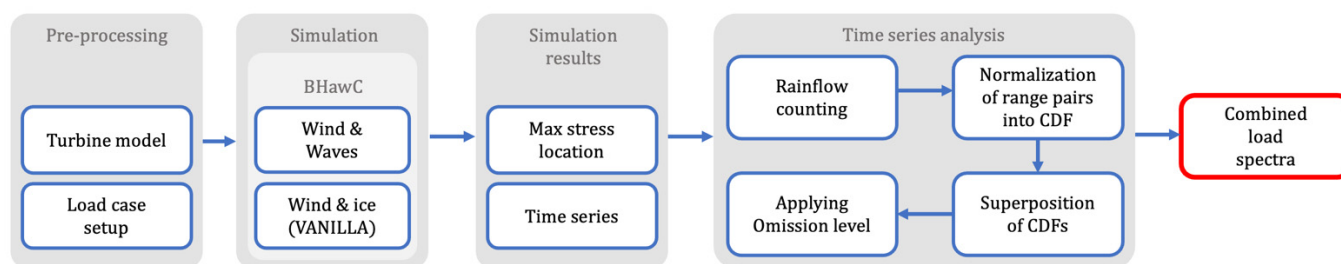 Pre-processing
Turbine model
Load case
setup
Simulation
BHawC
Wind &
Waves
Wind & ice
(VANILLA)
Simulation
results
Max stress
location
Time series
Time series analysis
Rainflow
counting
Normalization
of range pairs
into CDF
Superposition
of CDFs
Applying
Omission level
Combined
load
spectra